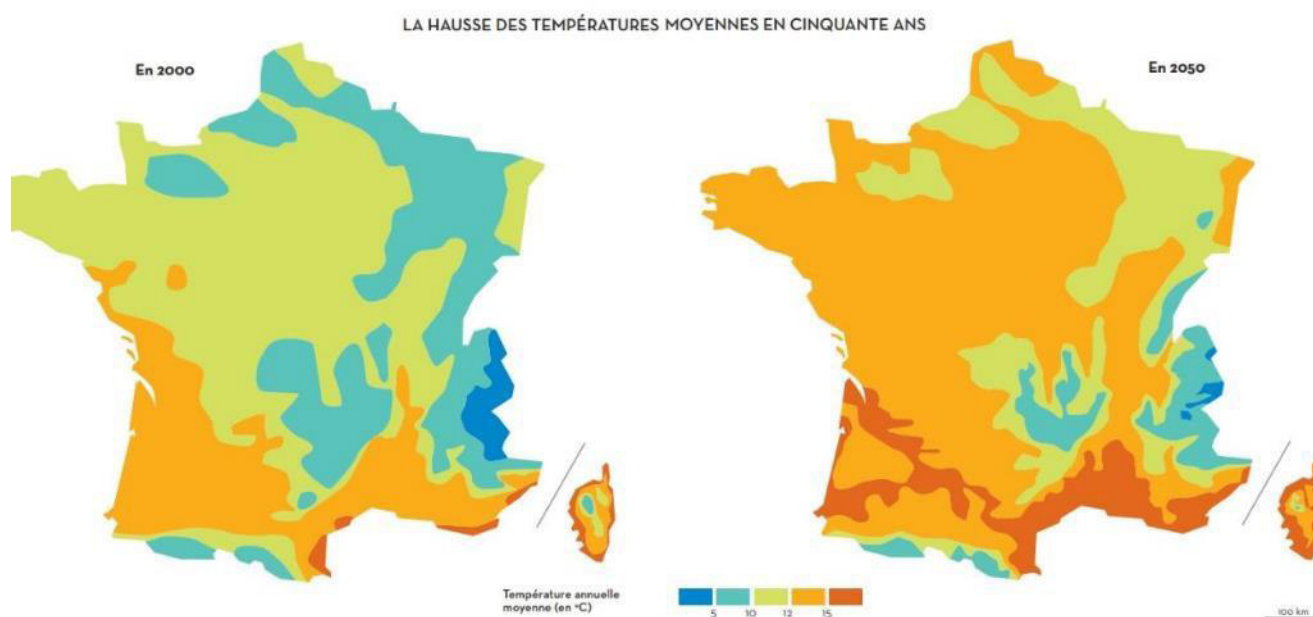 LA HAUSSE DES TEMPÉRATURES MOYENNES EN CINQUANTE ANS
En 2000
En 2050
Température annuelle
moyenne (en °C)
5 10 12 15
100 km